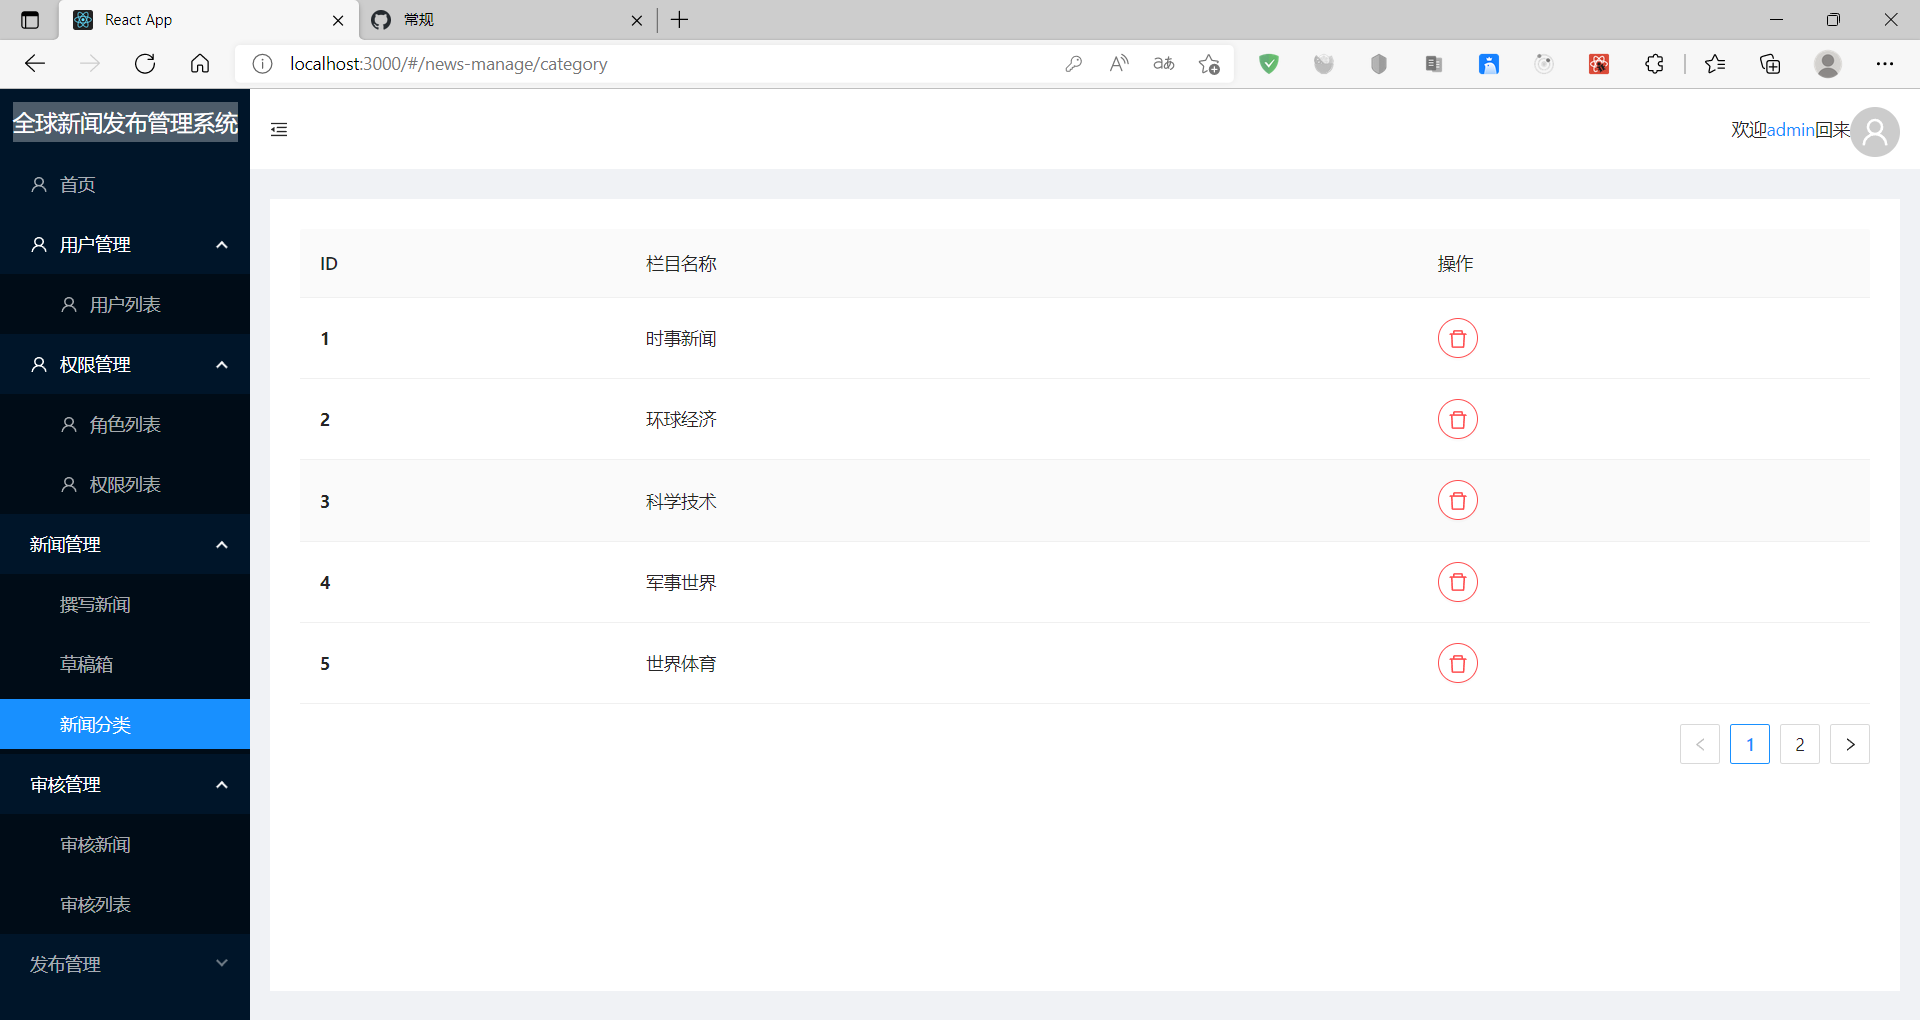 React App
常规
localhost:3000/#/news-manage/category
全球新闻发布管理系统
欢迎admin回来
首页
用户管理
用户列表
权限管理
角色列表
权限列表
新闻管理
撰写新闻
草稿箱
新闻分类
审核管理
审核新闻
审核列表
发布管理
ID 栏目名称 操作
1 时事新闻
2 环球经济
3 科学技术
4 军事世界
5 世界体育
1 2